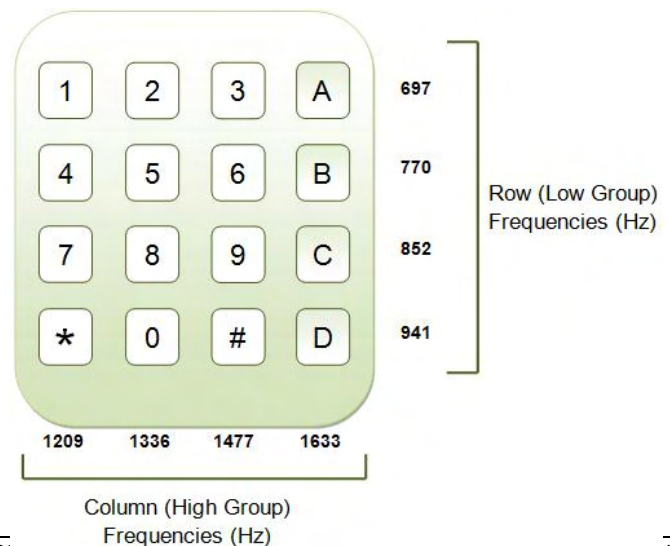 1 2 3 A 697
4 5 6 B 770
Row (Low Group)
Frequencies (Hz)
7 8 9 C 852
* 0 # D 941
1209 1336 1477 1633
Column (High Group)
Frequencies (Hz)